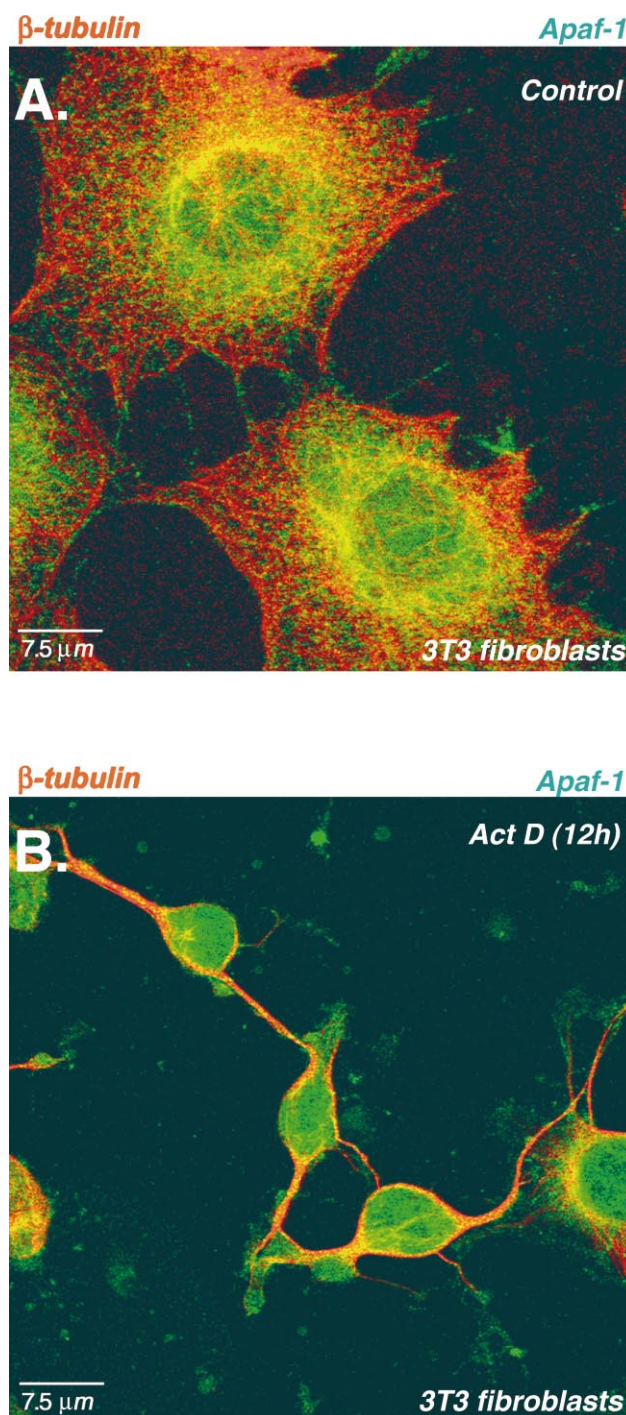 β-tubulin Apaf-1
A. Control
7.5 μm 3T3 fibroblasts
β-tubulin Apaf-1
B. Act D (12h)
7.5 μm 3T3 fibroblasts